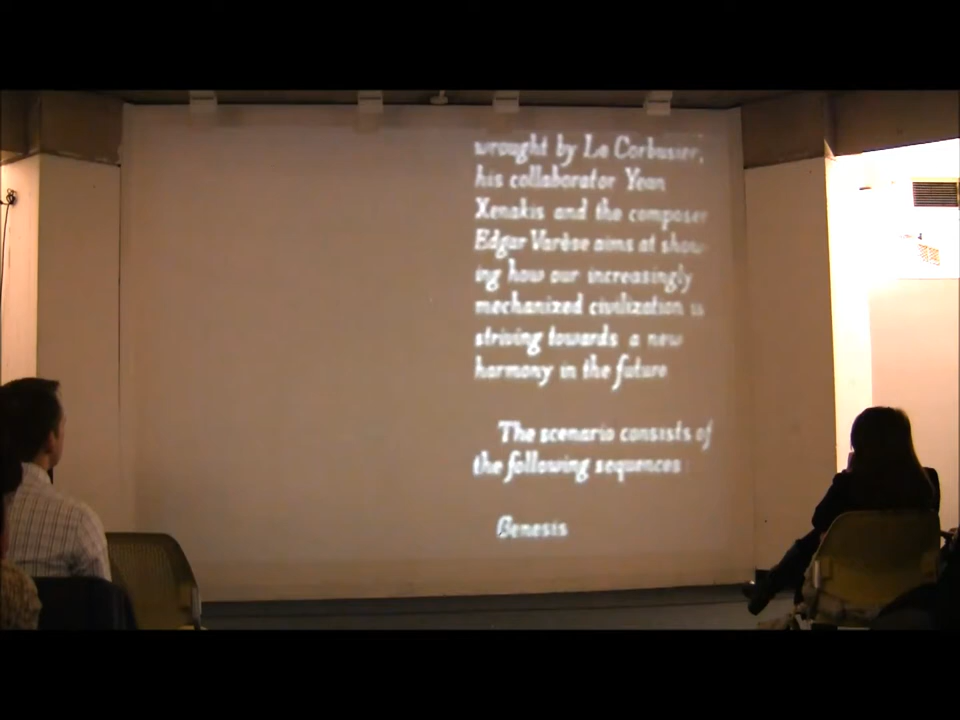 wrought by Le Corbusier,
his collaborator Yean
Xenakis and the composer
Edgar Varèse aims at show-
ing how our increasingly
mechanized civilization is
striving towards a new
harmony in the future
The scenario consists of
the following sequences:
Genesis